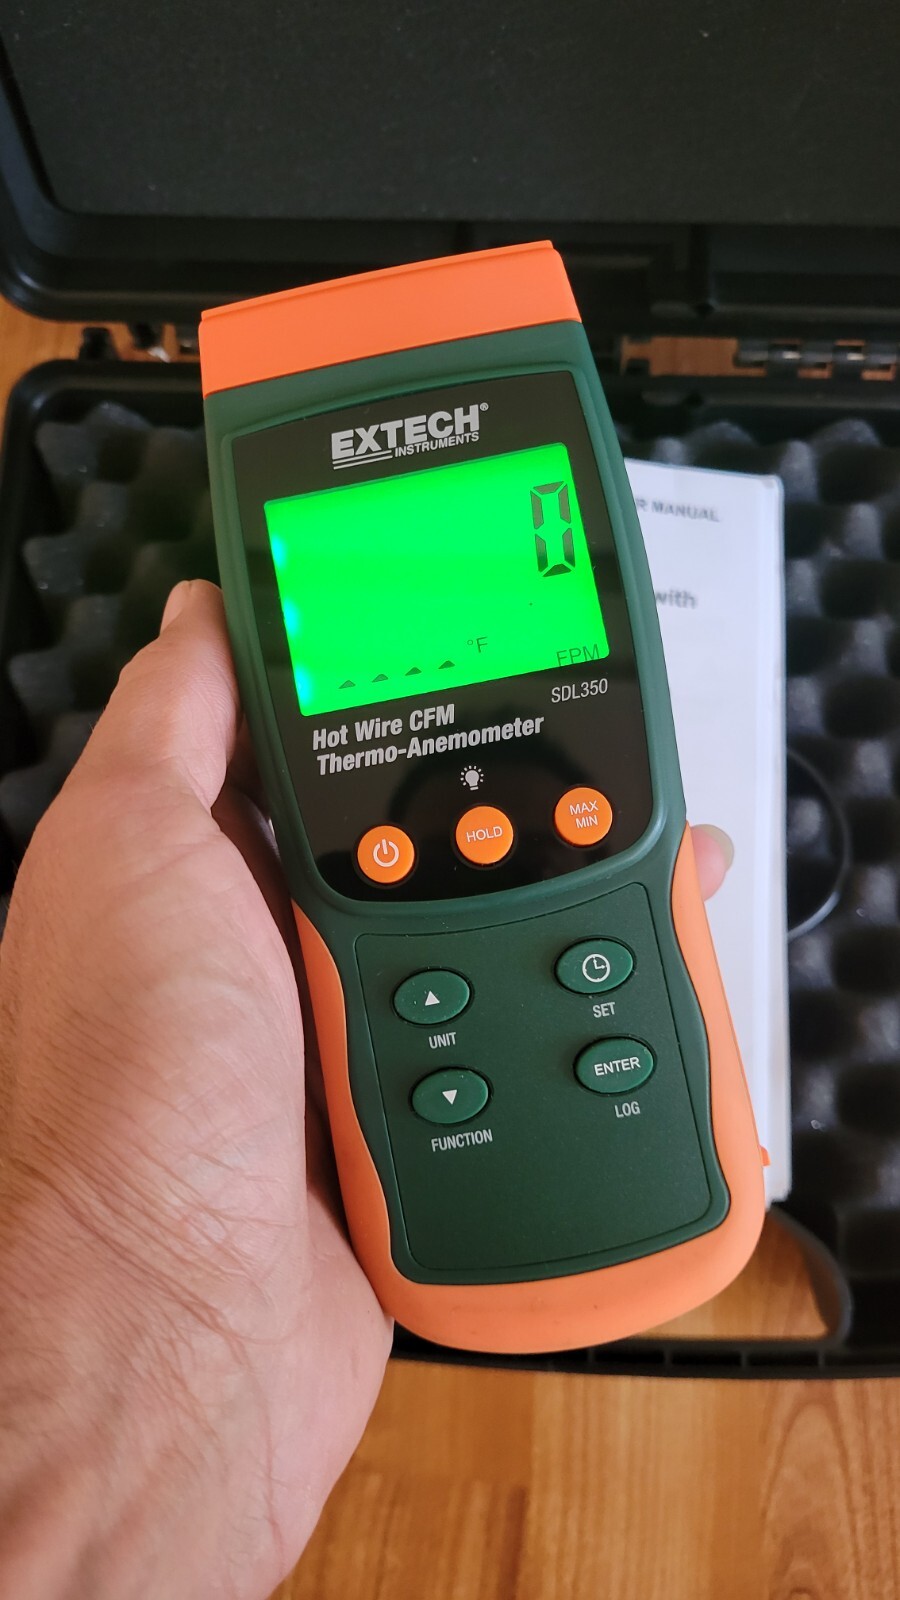 EXTECH®
INSTRUMENTS
0
°F
FPM
SDL350
Hot Wire CFM
Thermo-Anemometer
HOLD
MAX
MIN
UNIT
SET
ENTER
FUNCTION
LOG
R MANUAL
with